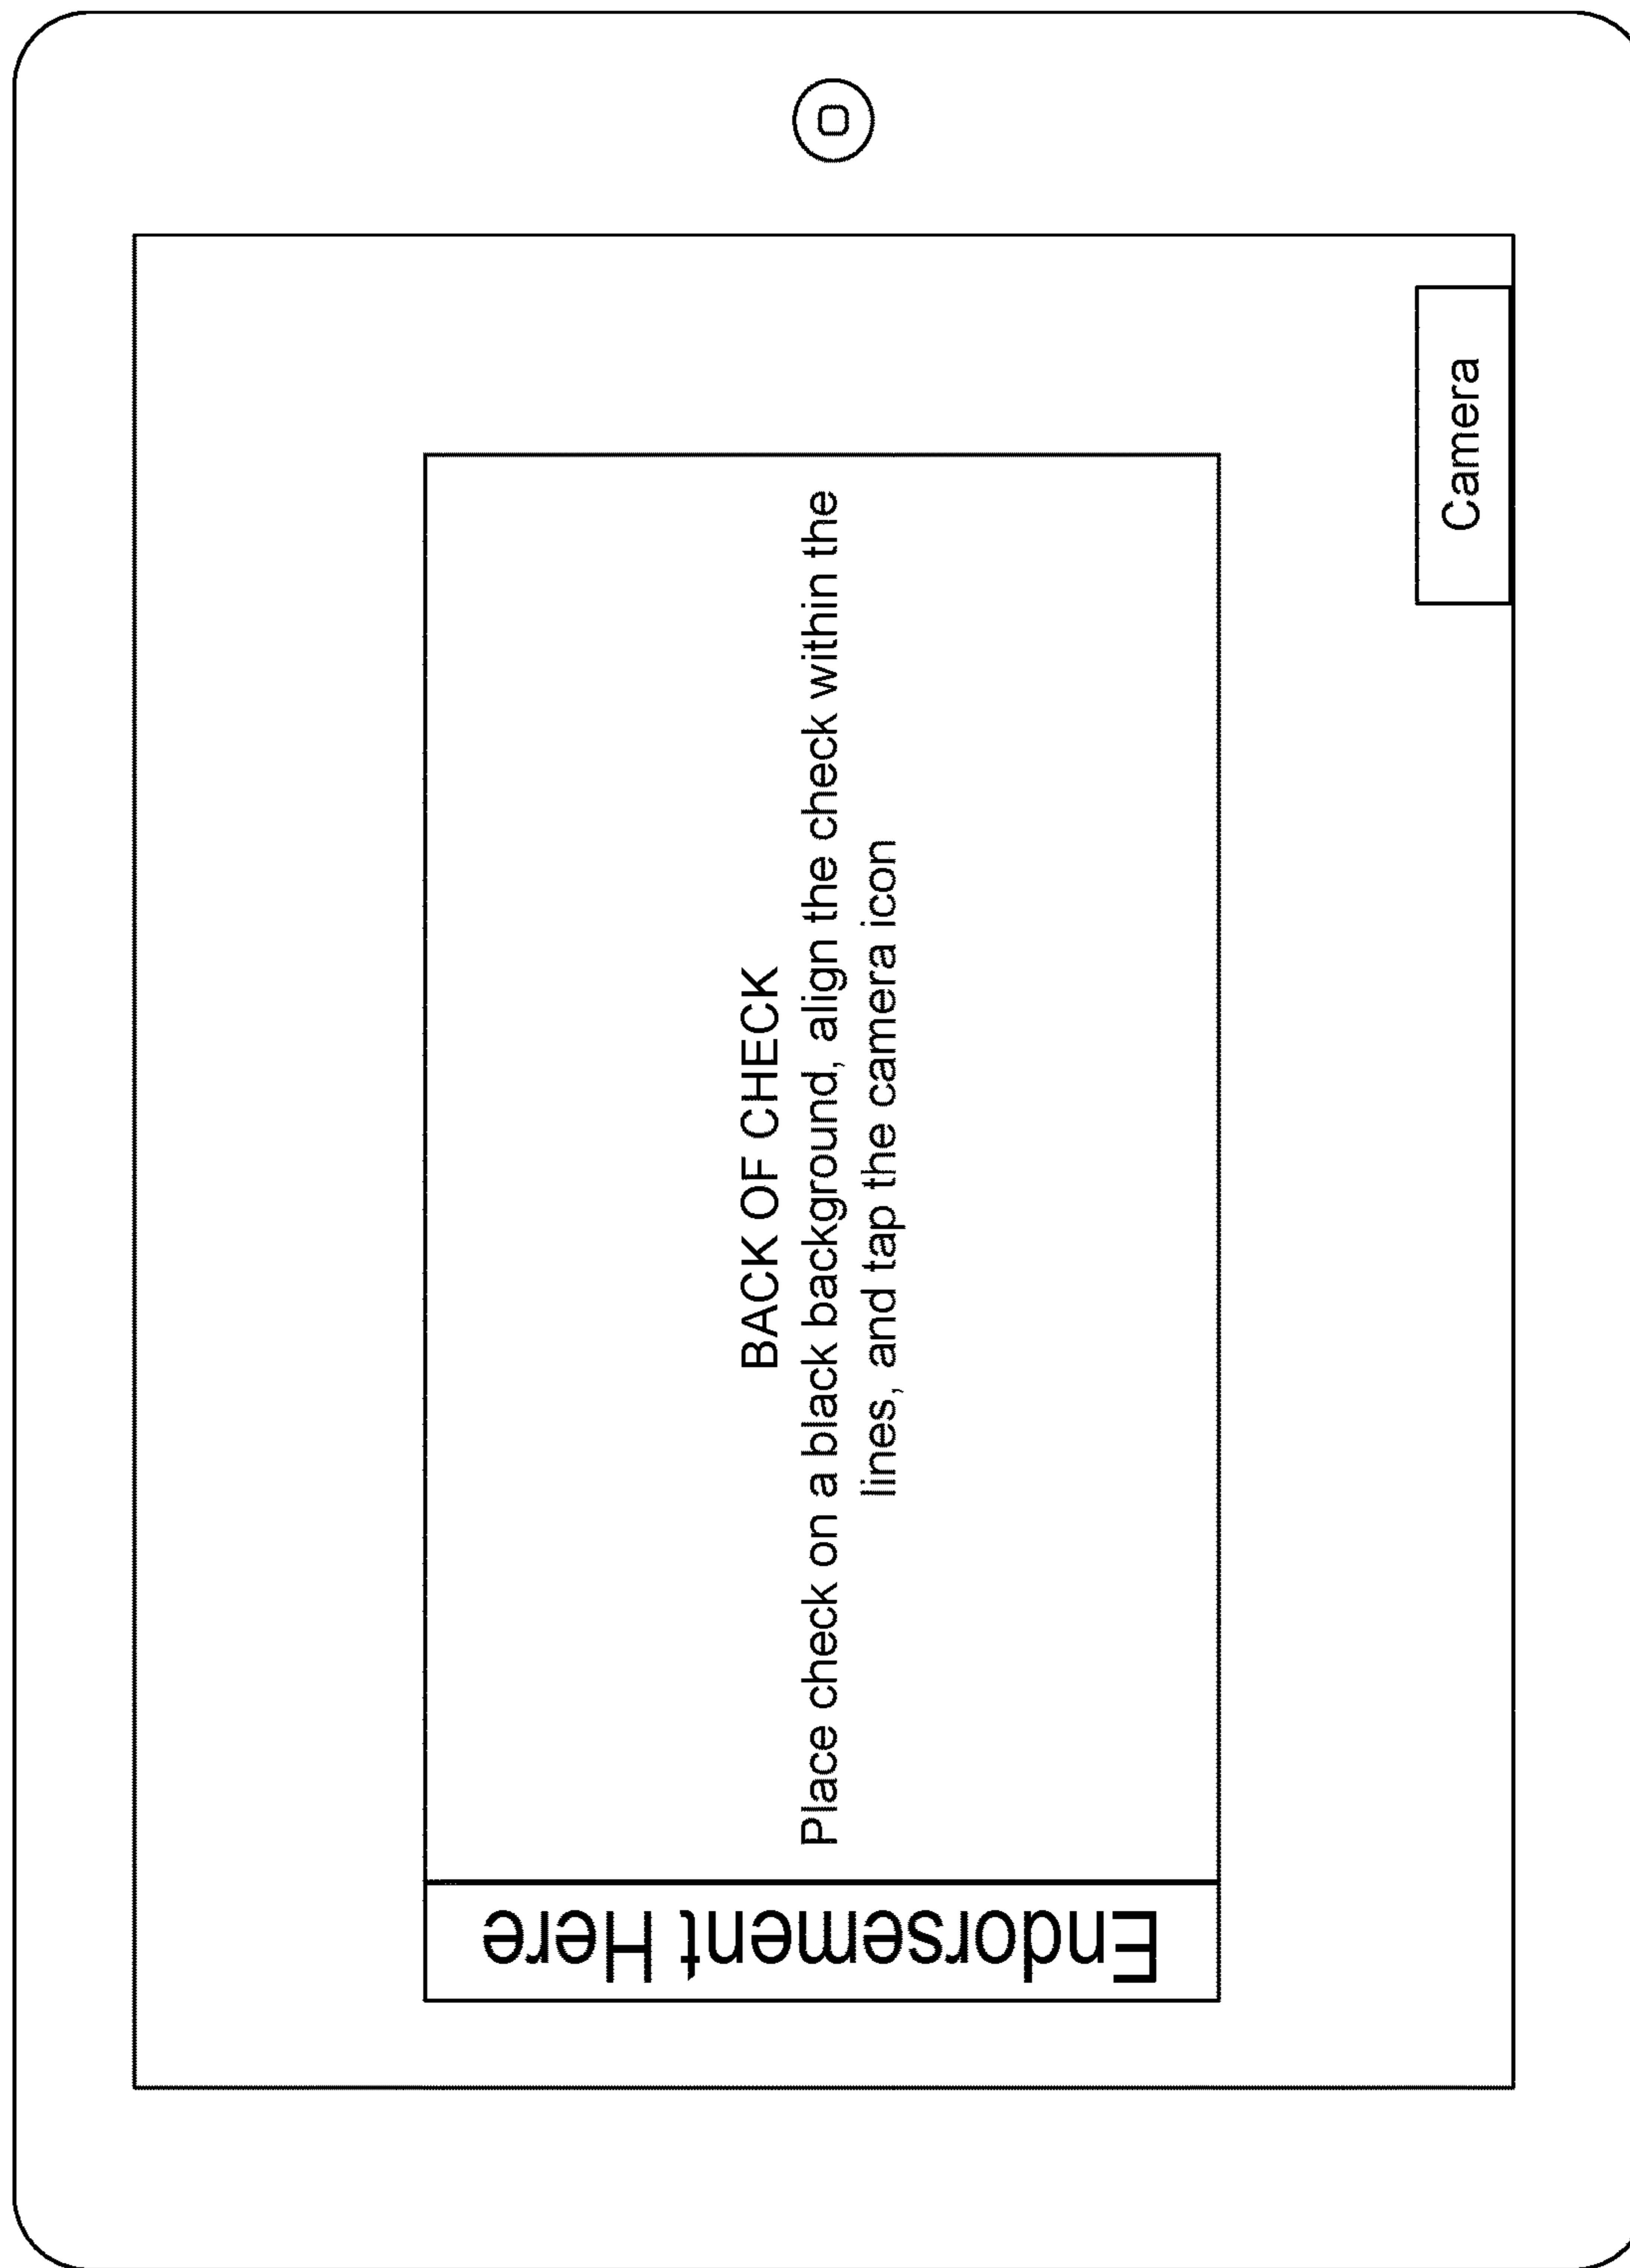 BACK OF CHECK
Place check on a black background, align the check within the
lines, and tap the camera icon
Endorsement Here
Camera